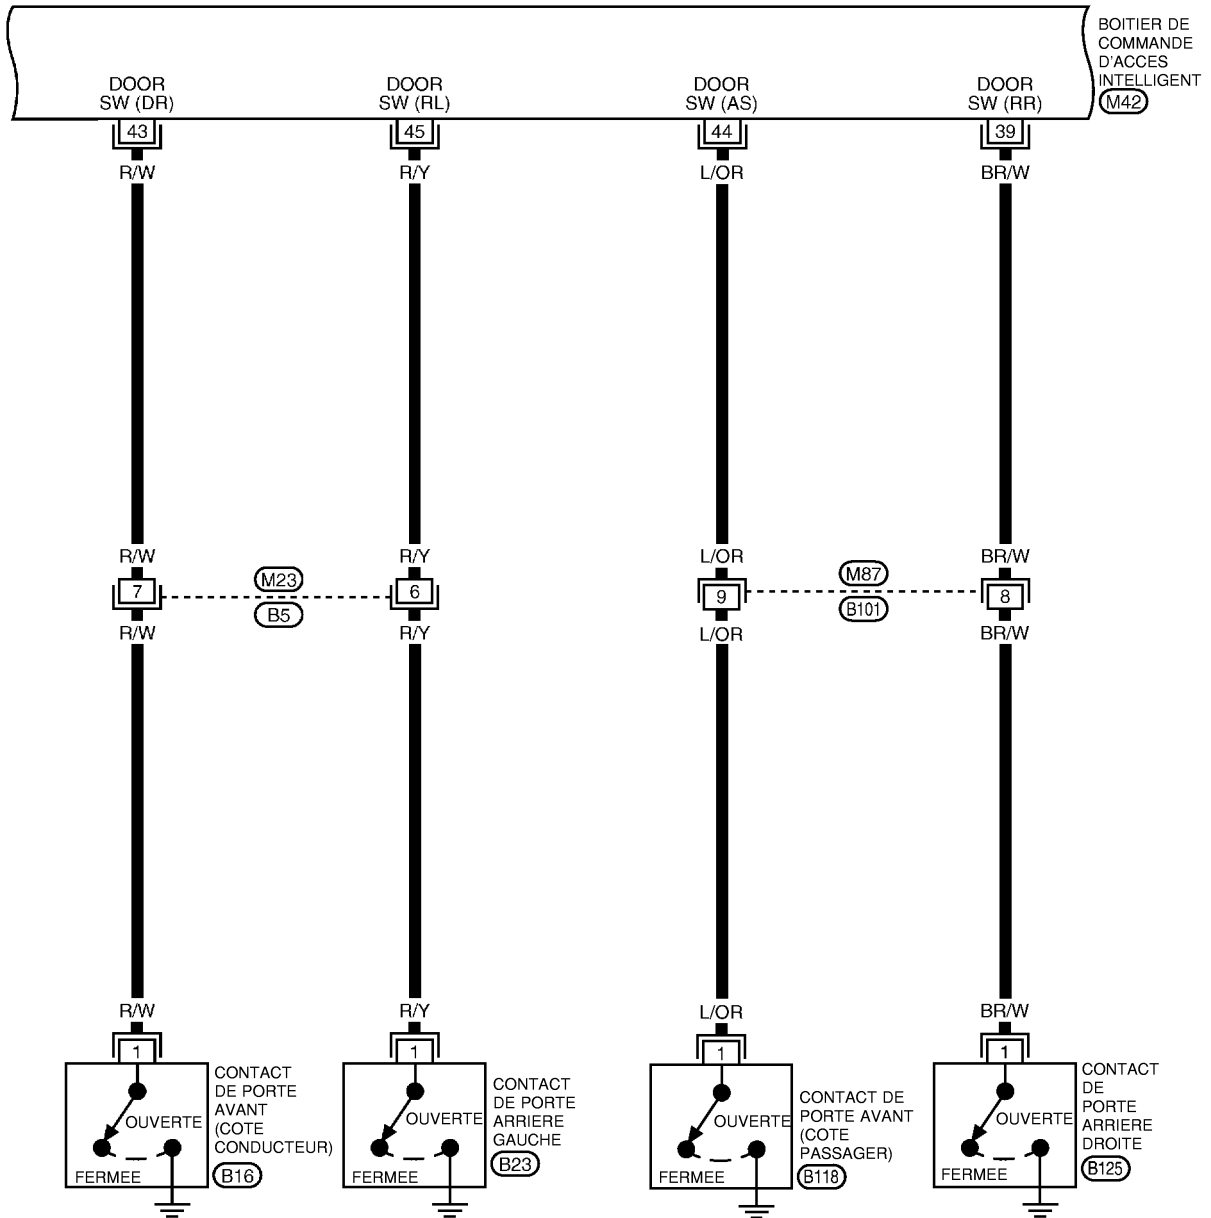 BOITIER DE
COMMANDE
D'ACCES
INTELLIGENT
M42
DOOR
SW (DR)
DOOR
SW (RL)
DOOR
SW (AS)
DOOR
SW (RR)
43
45
44
39
R/W
R/Y
L/OR
BR/W
R/W
R/Y
L/OR
BR/W
7
M23
B5
6
9
M87
B101
8
R/W
R/Y
L/OR
BR/W
R/W
R/Y
L/OR
BR/W
1
1
1
1
OUVERTE
FERMEE
CONTACT
DE PORTE
AVANT
(COTE
CONDUCTEUR)
B16
OUVERTE
FERMEE
CONTACT
DE PORTE
ARRIERE
GAUCHE
B23
OUVERTE
FERMEE
CONTACT DE
PORTE AVANT
(COTE
PASSAGER)
B118
OUVERTE
FERMEE
CONTACT
DE
PORTE
ARRIERE
DROITE
B125